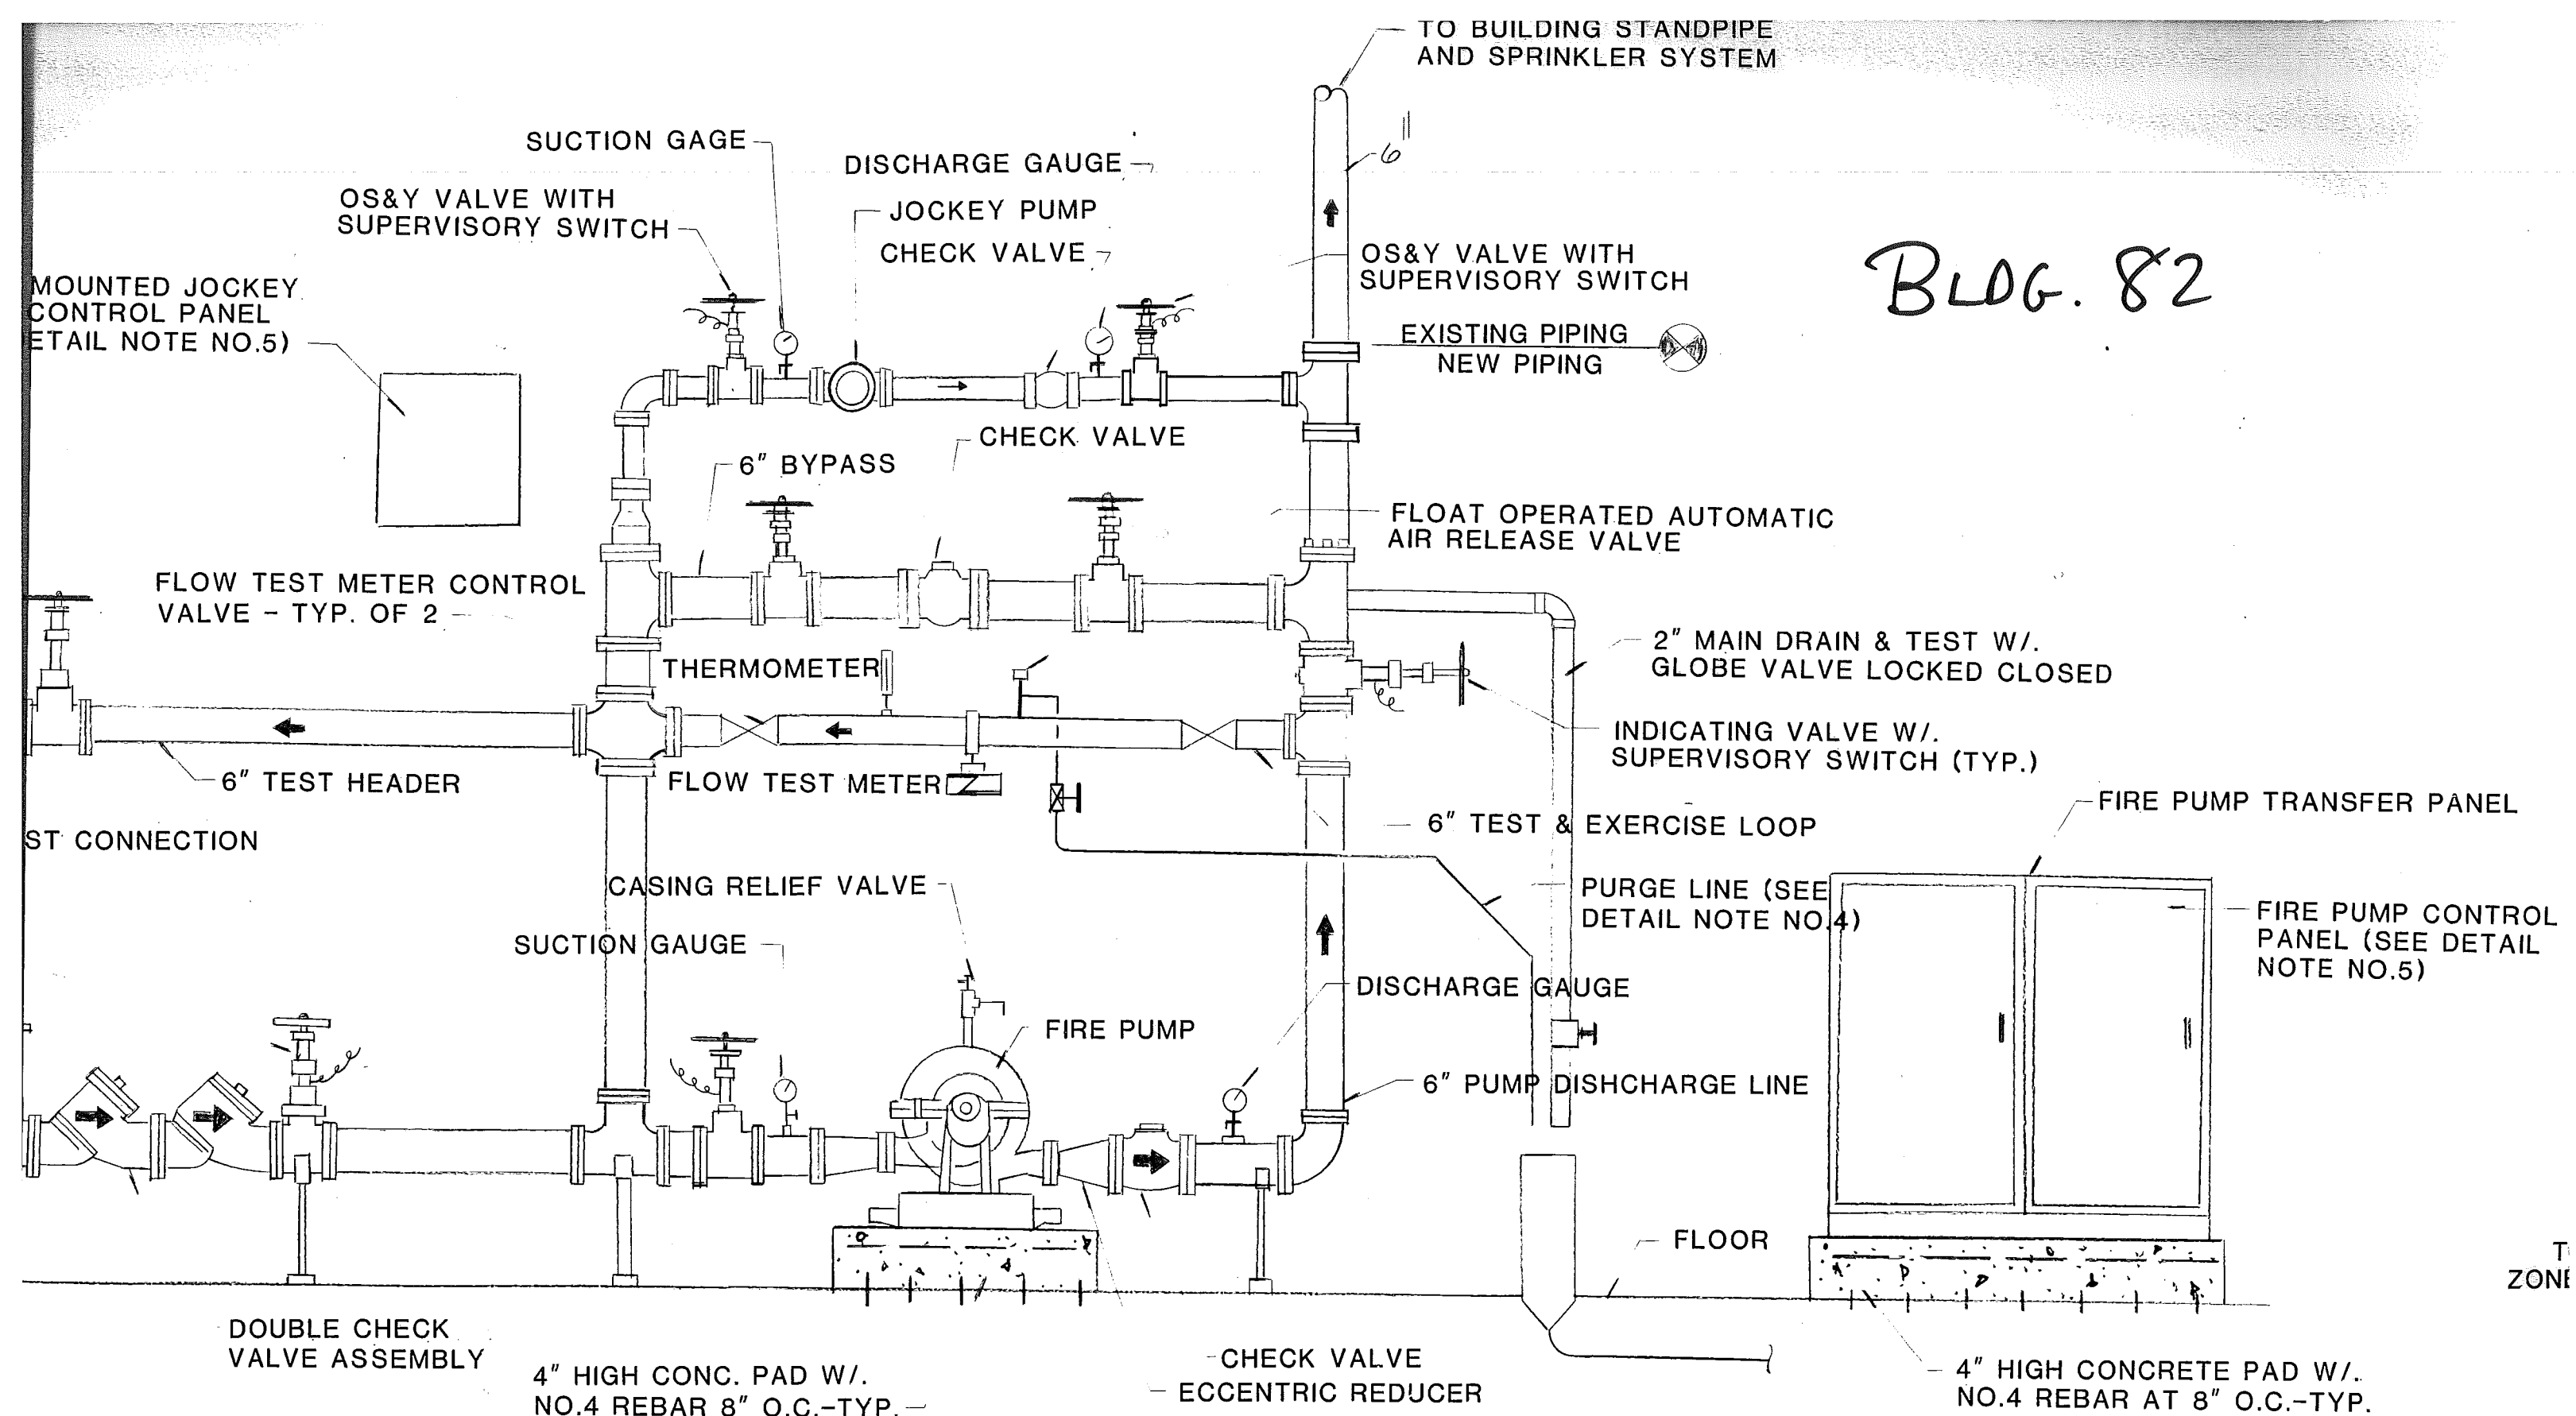 TO BUILDING STANDPIPE
AND SPRINKLER SYSTEM
SUCTION GAGE
DISCHARGE GAUGE
6"
OS&Y VALVE WITH
SUPERVISORY SWITCH
JOCKEY PUMP
CHECK VALVE
OS&Y VALVE WITH
SUPERVISORY SWITCH
BLDG. 82
MOUNTED JOCKEY
CONTROL PANEL
ETAIL NOTE NO.5)
EXISTING PIPING
NEW PIPING
CHECK VALVE
6" BYPASS
FLOAT OPERATED AUTOMATIC
AIR RELEASE VALVE
FLOW TEST METER CONTROL
VALVE - TYP. OF 2
THERMOMETER
2" MAIN DRAIN & TEST W/.
GLOBE VALVE LOCKED CLOSED
INDICATING VALVE W/.
SUPERVISORY SWITCH (TYP.)
6" TEST HEADER
FLOW TEST METER
FIRE PUMP TRANSFER PANEL
6" TEST & EXERCISE LOOP
ST CONNECTION
CASING RELIEF VALVE
PURGE LINE (SEE
DETAIL NOTE NO.4)
FIRE PUMP CONTROL
PANEL (SEE DETAIL
NOTE NO.5)
SUCTION GAUGE
DISCHARGE GAUGE
FIRE PUMP
6" PUMP DISHCHARGE LINE
FLOOR
T
ZONE
DOUBLE CHECK
VALVE ASSEMBLY
4" HIGH CONC. PAD W/.
NO.4 REBAR 8" O.C.-TYP.
CHECK VALVE
ECCENTRIC REDUCER
4" HIGH CONCRETE PAD W/.
NO.4 REBAR AT 8" O.C.-TYP.